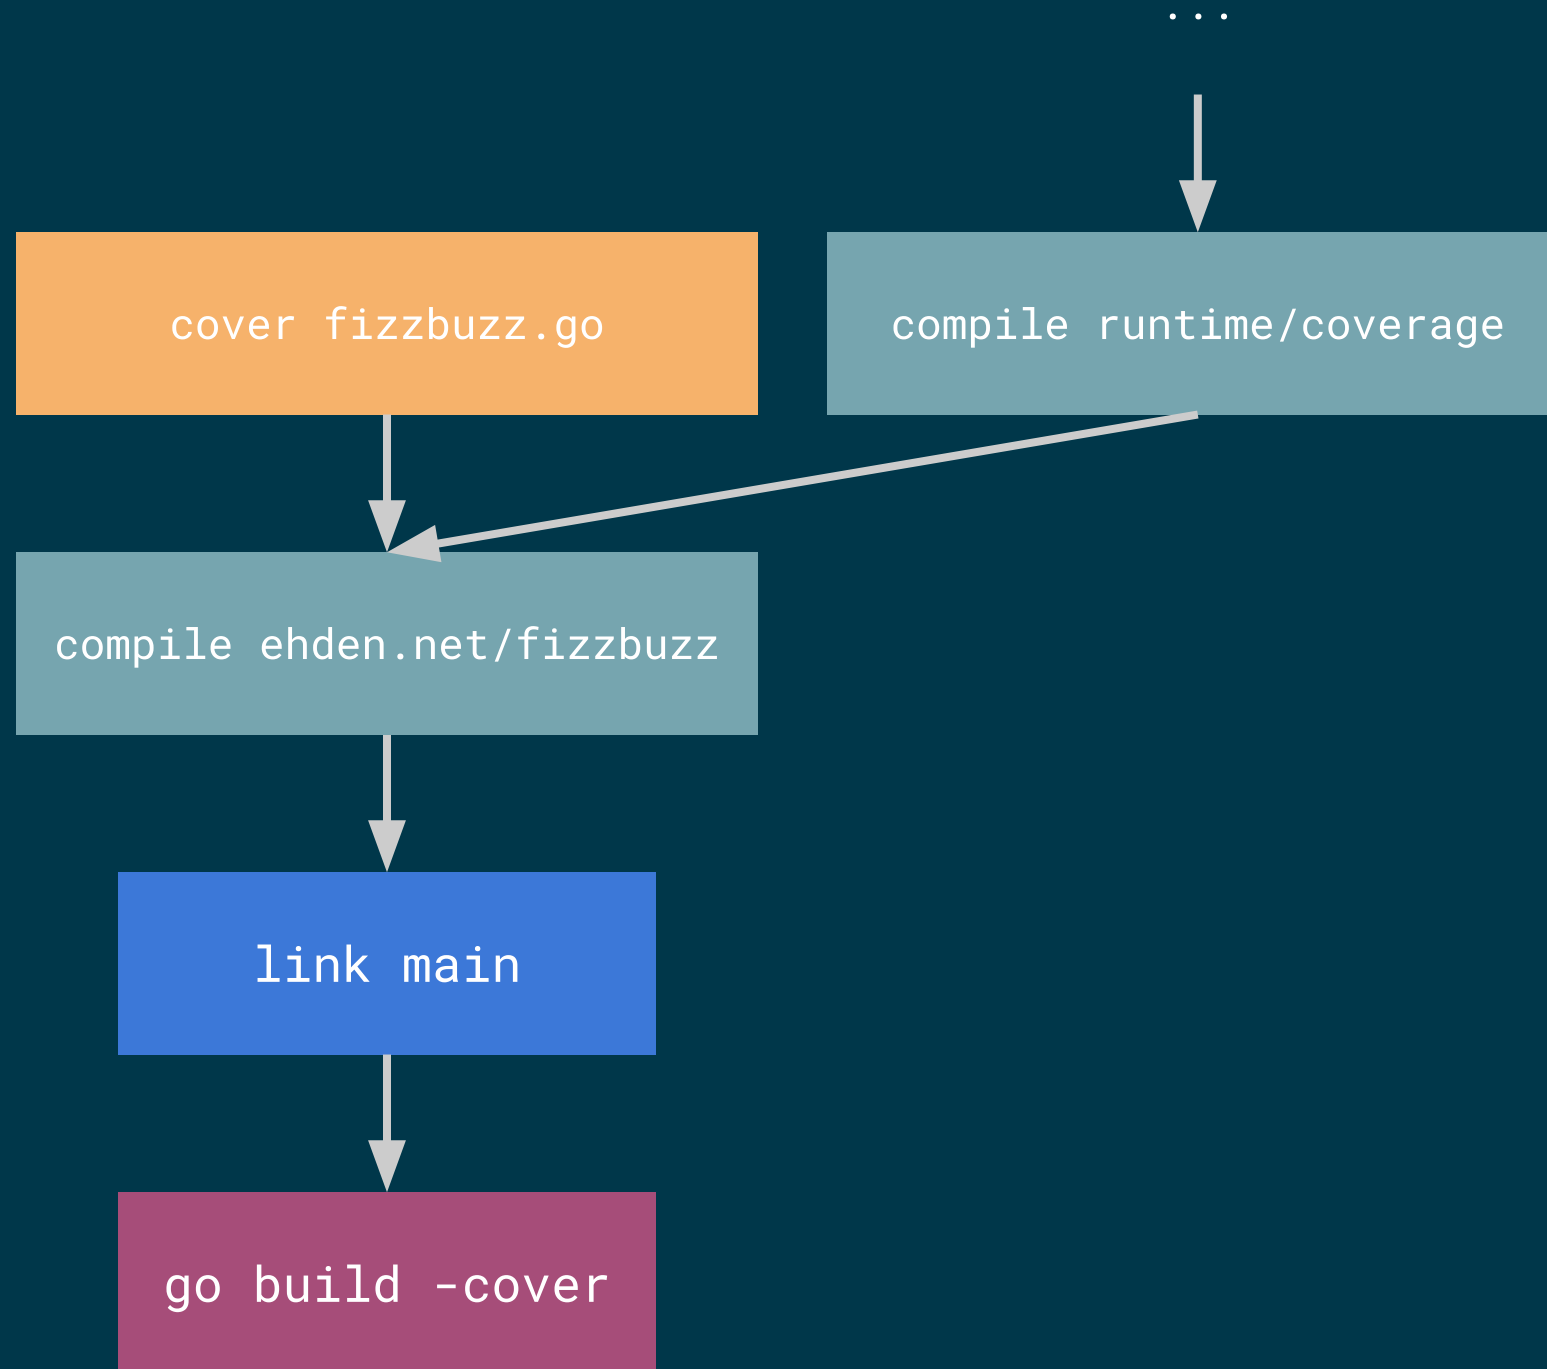 ...
cover fizzbuzz.go
compile runtime/coverage
compile ehden.net/fizzbuzz
link main
go build -cover